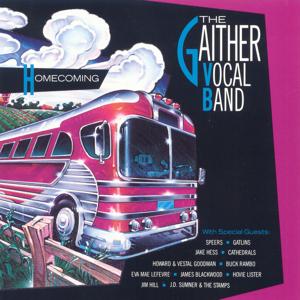 THE
GAITHER
VOCAL
BAND
HOMECOMING
With Special Guests:
SPEERS • GATLINS
JAKE HESS • CATHEDRALS
HOWARD & VESTAL GOODMAN • BUCK RAMBO
EVA MAE LEFEVRE • JAMES BLACKWOOD • HOVIE LISTER
JIM HILL • J.D. SUMNER & THE STAMPS